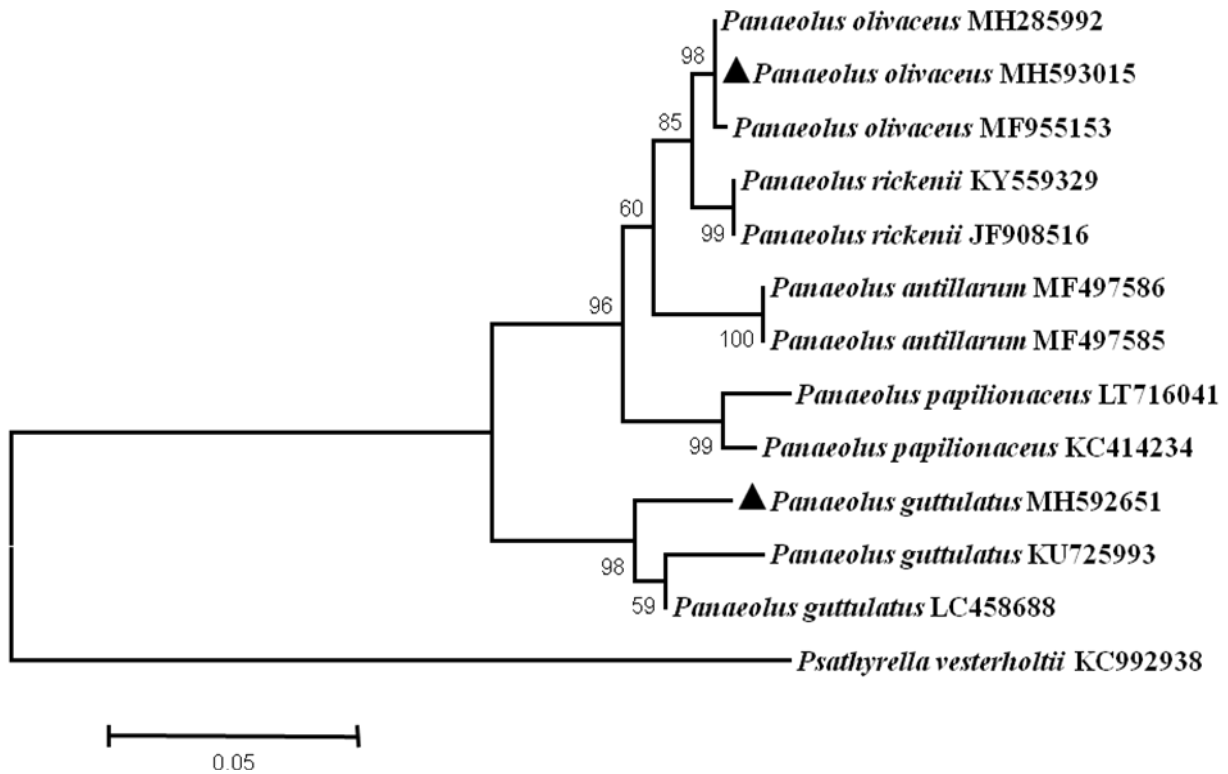 Panaeolus olivaceus MH285992
98
Panaeolus olivaceus MH593015
Panaeolus olivaceus MF955153
85
Panaeolus rickenii KY559329
60
99
Panaeolus rickenii JF908516
Panaeolus antillarum MF497586
96
100
Panaeolus antillarum MF497585
Panaeolus papilionaceus LT716041
99
Panaeolus papilionaceus KC414234
Panaeolus guttulatus MH592651
98
Panaeolus guttulatus KU725993
59
Panaeolus guttulatus LC458688
Psathyrella vesterholtii KC992938
0.05